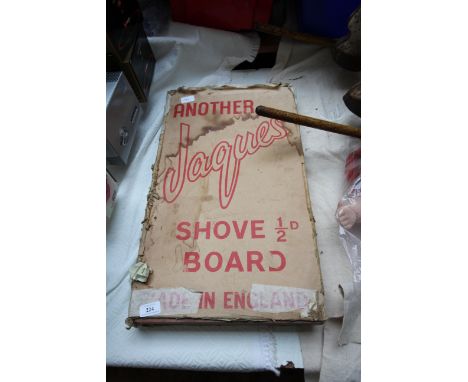 ANOTHER
Jaques
SHOVE ½D
BOARD
MADE IN ENGLAND